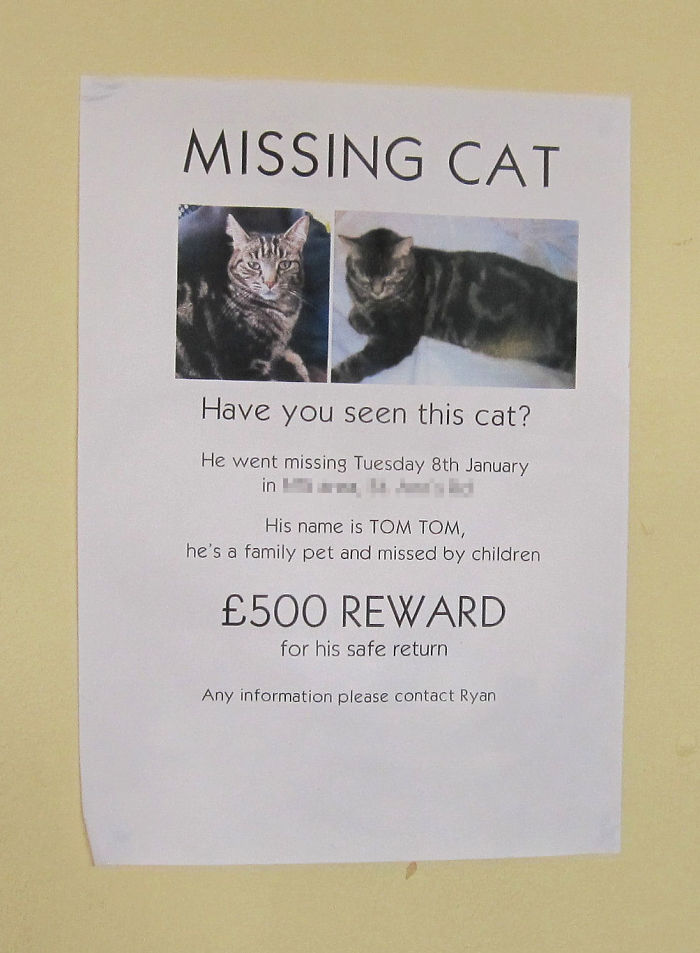 MISSING CAT
Have you seen this cat?
He went missing Tuesday 8th January
in
His name is TOM TOM,
he's a family pet and missed by children
£500 REWARD
for his safe return
Any information please contact Ryan